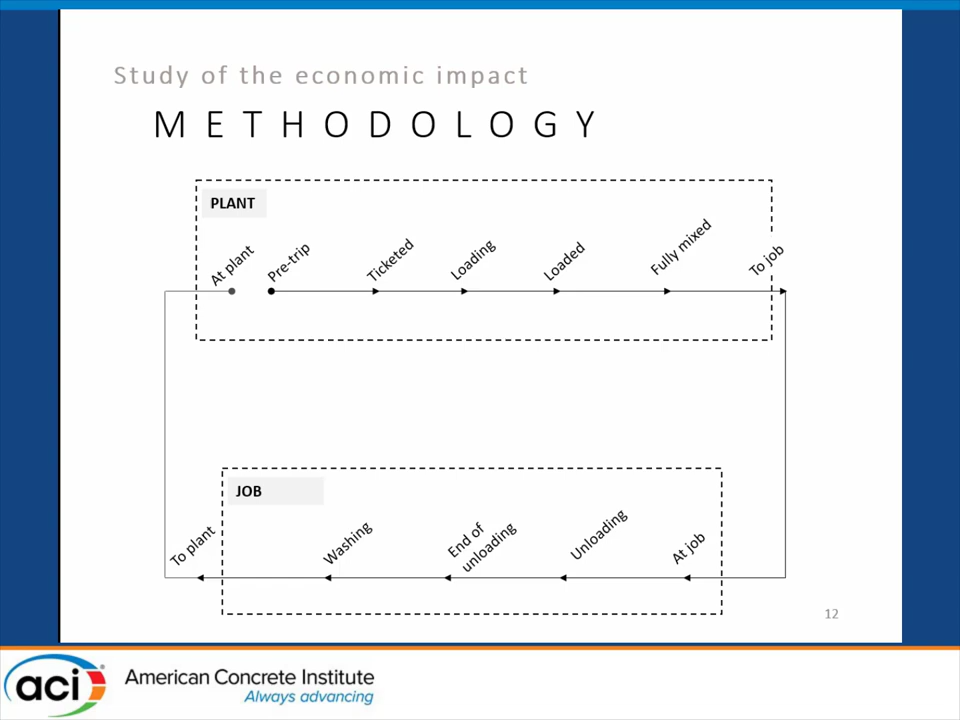 Study of the economic impact
METHODOLOGY
PLANT
At plant
Pre-trip
Ticketed
Loading
Loaded
Fully mixed
To job
JOB
To plant
Washing
End of
unloading
Unloading
At job
12
aci
American Concrete Institute
Always advancing